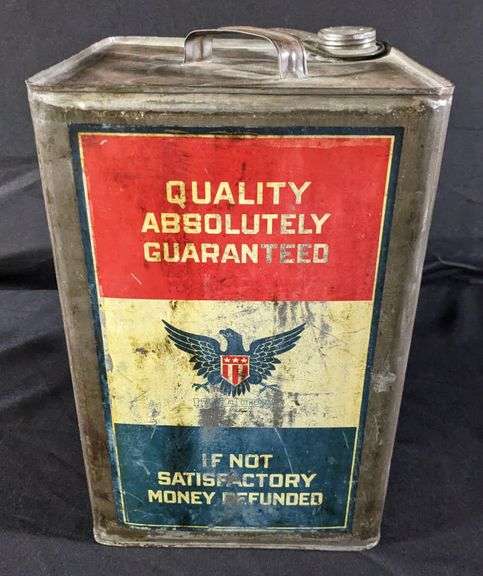 QUALITY
ABSOLUTELY
GUARANTEED
IF NOT
SATISFACTORY
MONEY REFUNDED